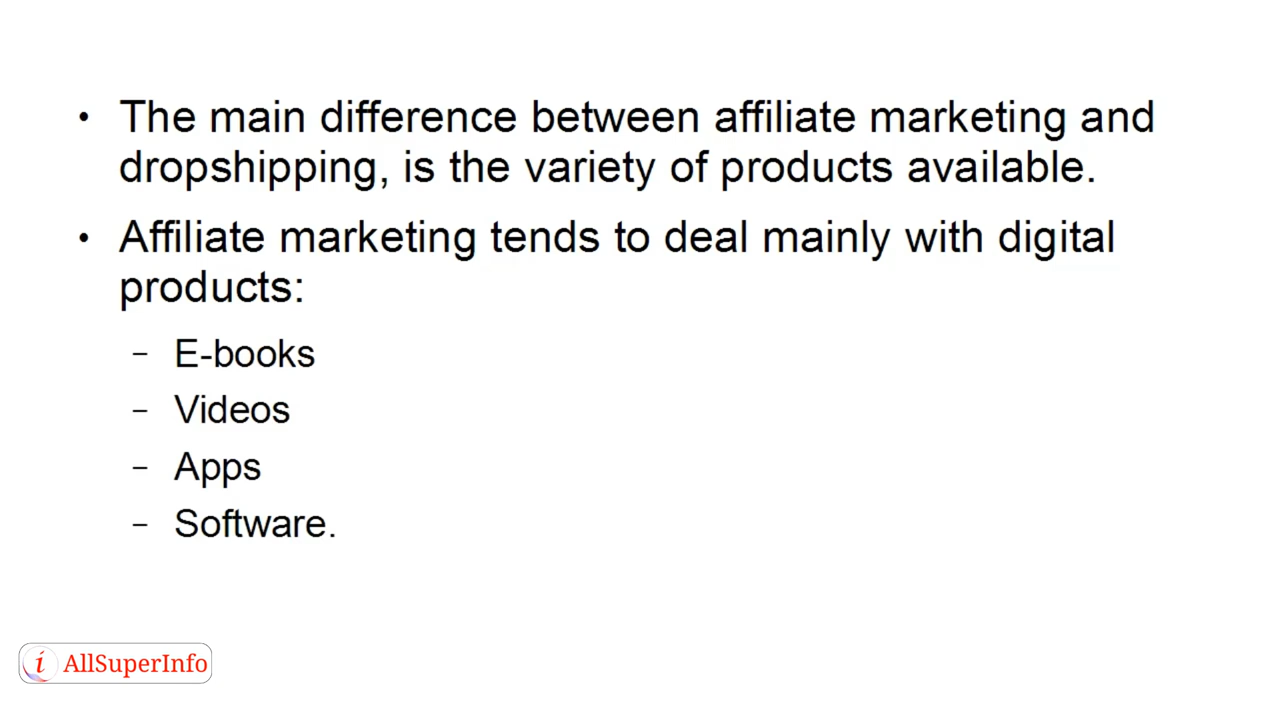 • The main difference between affiliate marketing and
dropshipping, is the variety of products available.
• Affiliate marketing tends to deal mainly with digital
products:
– E-books
– Videos
– Apps
– Software.
i AllSuperInfo